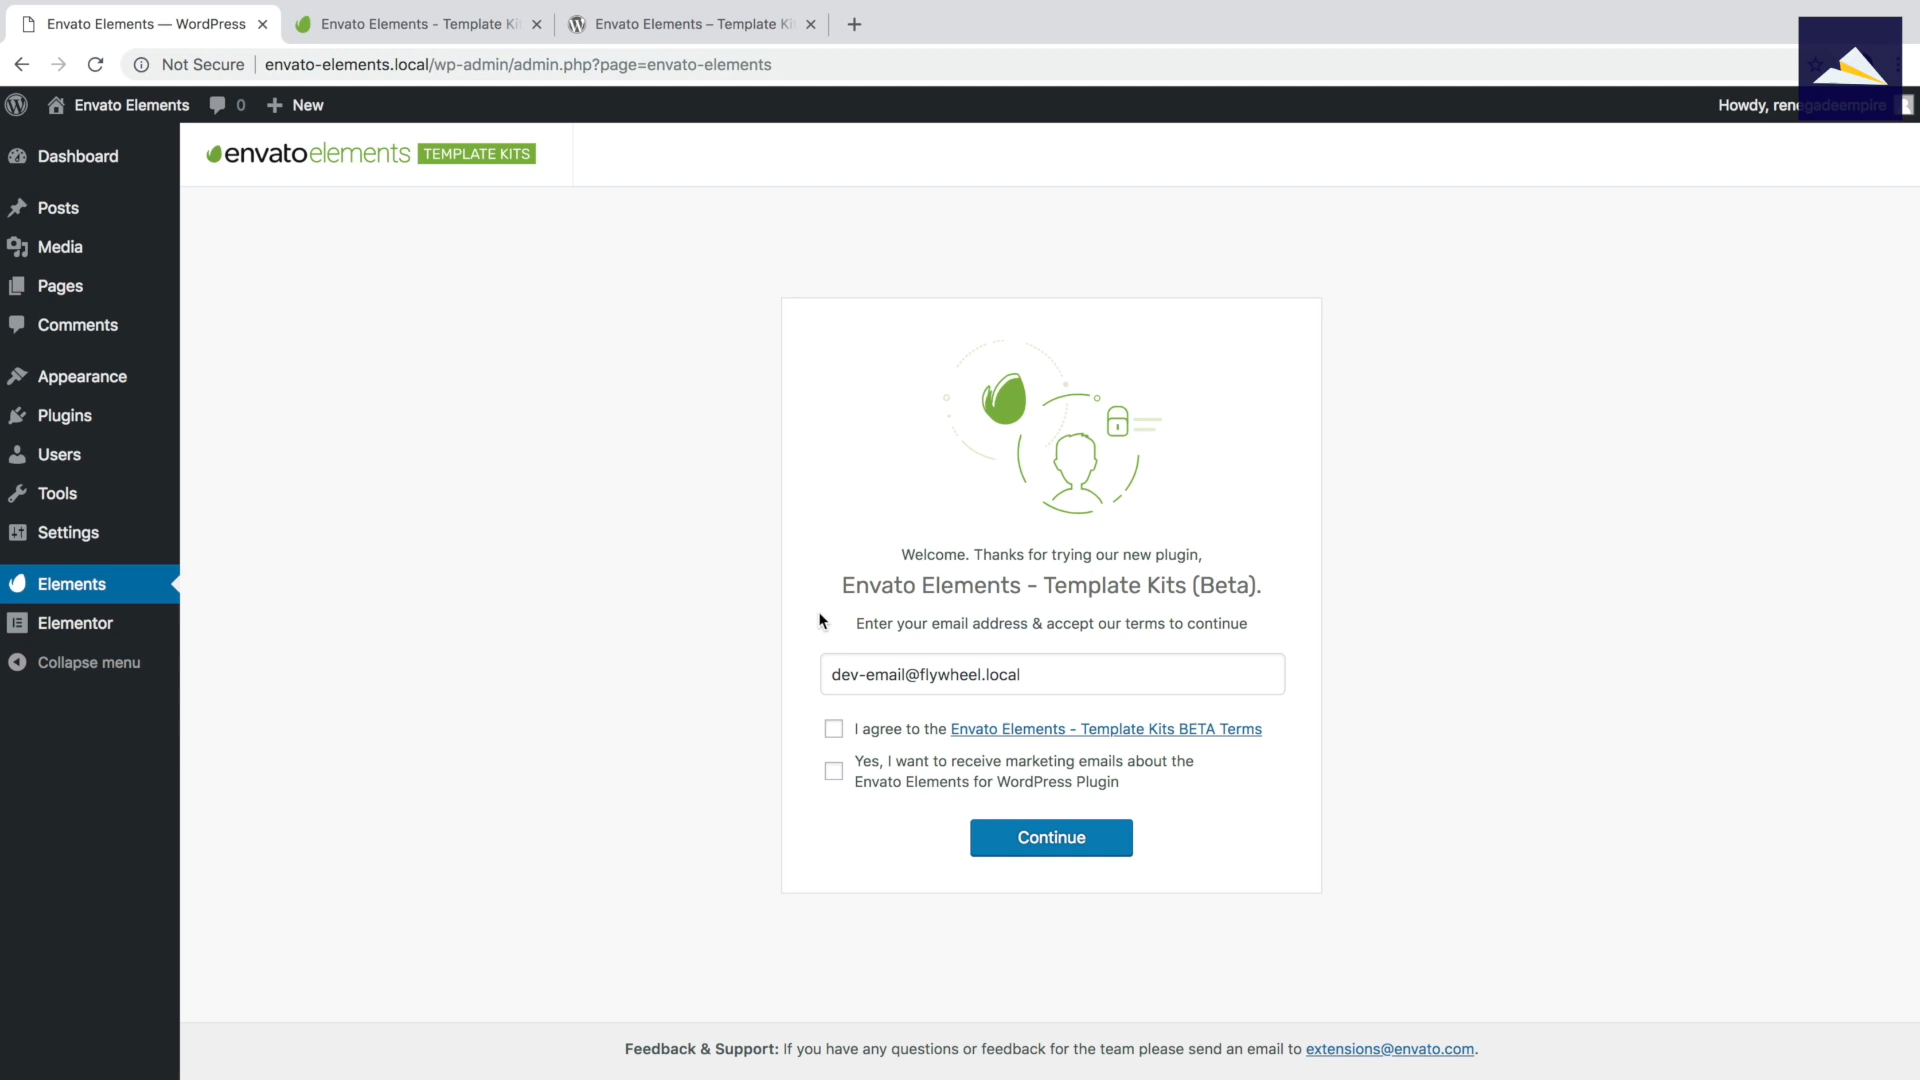 Envato Elements — WordPress
Envato Elements - Template Ki
Envato Elements – Template Ki
Not Secure
envato-elements.local/wp-admin/admin.php?page=envato-elements
Envato Elements
0
New
Howdy, renegadeempire
envatoelements TEMPLATE KITS
Dashboard
Posts
Media
Pages
Comments
Appearance
Plugins
Users
Tools
Settings
Elements
Elementor
Collapse menu
Welcome. Thanks for trying our new plugin,
Envato Elements - Template Kits (Beta).
Enter your email address & accept our terms to continue
dev-email@flywheel.local
I agree to the Envato Elements - Template Kits BETA Terms
Yes, I want to receive marketing emails about the
Envato Elements for WordPress Plugin
Continue
Feedback & Support: If you have any questions or feedback for the team please send an email to extensions@envato.com.